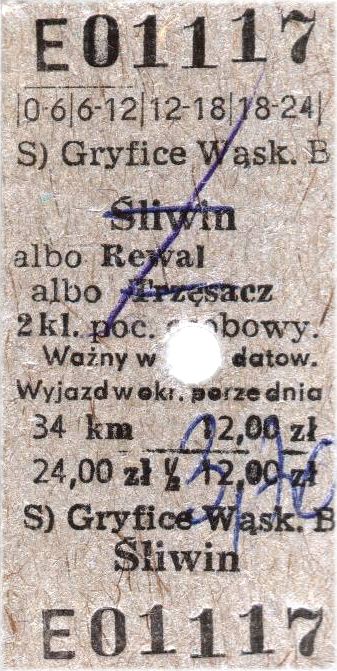 E01117
|0-6|6-12|12-18|18-24|
S) Gryfice Wąsk. B
Śliwin
albo Rewal
albo Trzęsacz
2 kl. poc. osobowy.
Ważny w datow.
Wyjazd w okr. porze dnia
34 km 12,00 zł
24,00 zł ½ 12,00 zł
S) Gryfice Wąsk. B
Śliwin
E01117